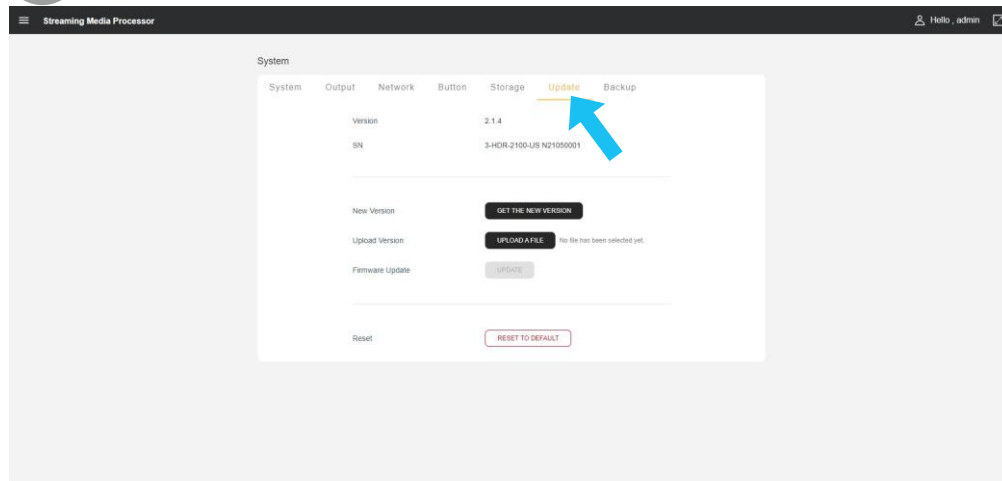 Streaming Media Processor
Hello , admin
System
System Output Network Button Storage Update Backup
Version 2.1.4
SN 3-HDR-2100-US N21050001
New Version GET THE NEW VERSION
Upload Version UPLOAD A FILE No file has been selected yet.
Firmware Update UPDATE
Reset RESET TO DEFAULT